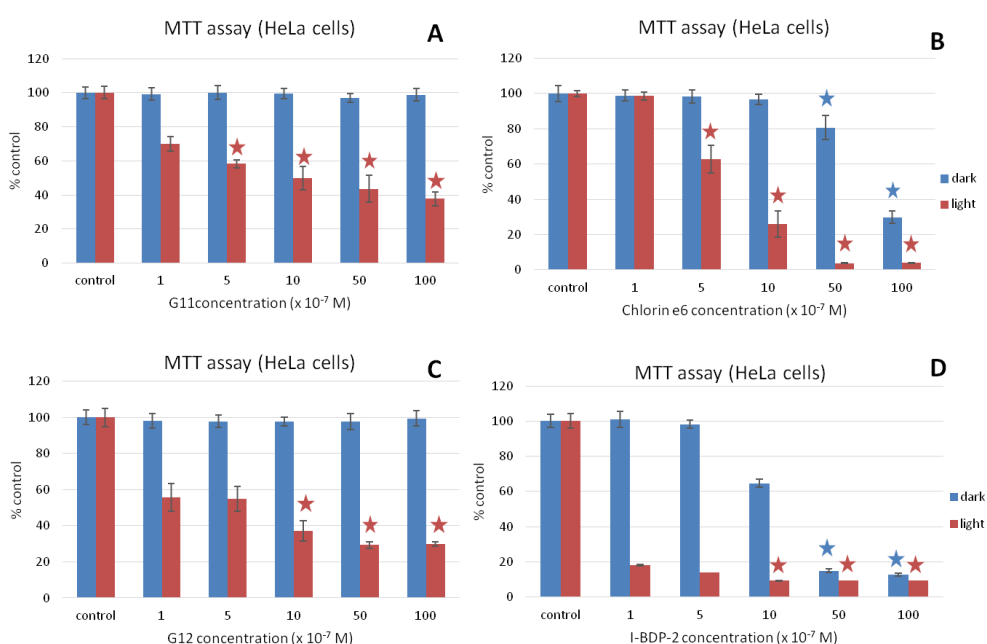 MTT assay (HeLa cells)
A
120
100
80
60
40
20
0
% control
control 1 5 10 50 100
G11concentration (x 10⁻⁷ M)
MTT assay (HeLa cells)
B
120
100
80
60
40
20
0
% control
control 1 5 10 50 100
Chlorin e6 concentration (x 10⁻⁷ M)
dark
light
MTT assay (HeLa cells)
C
120
100
80
60
40
20
0
% control
control 1 5 10 50 100
G12 concentration (x 10⁻⁷ M)
MTT assay (HeLa cells)
D
120
100
80
60
40
20
0
% control
control 1 5 10 50 100
I-BDP-2 concentration (x 10⁻⁷ M)
dark
light